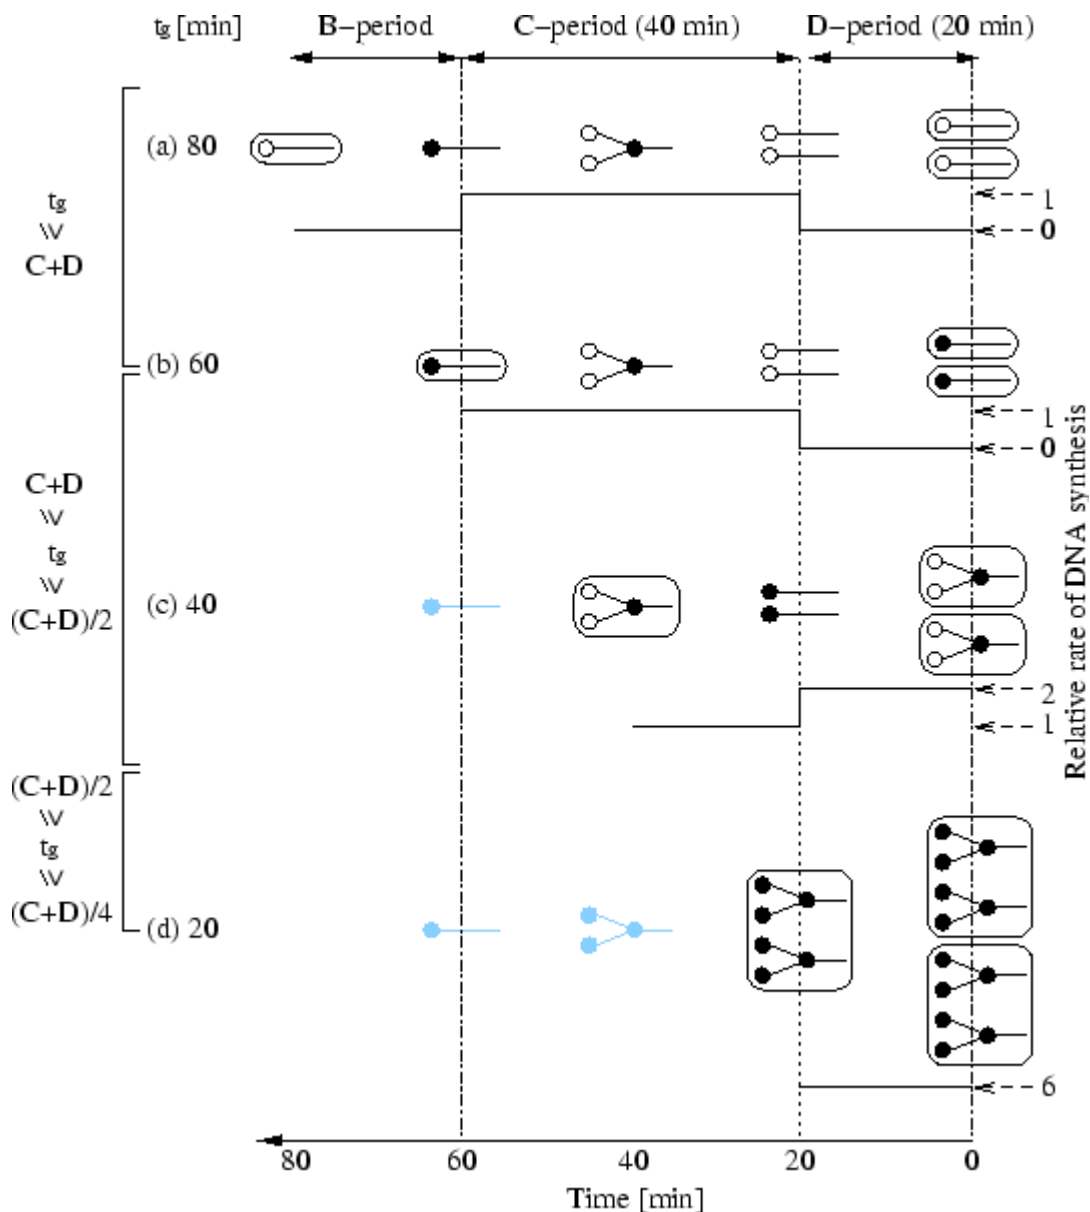 tg [min] B–period C–period (40 min) D–period (20 min)
(a) 80
1
0
tg
\V
C+D
(b) 60
1
0
C+D
\V
tg
\V
(C+D)/2
(c) 40
2
1
(C+D)/2
\V
tg
\V
(C+D)/4
(d) 20
6
Relative rate of DNA synthesis
80 60 40 20 0
Time [min]